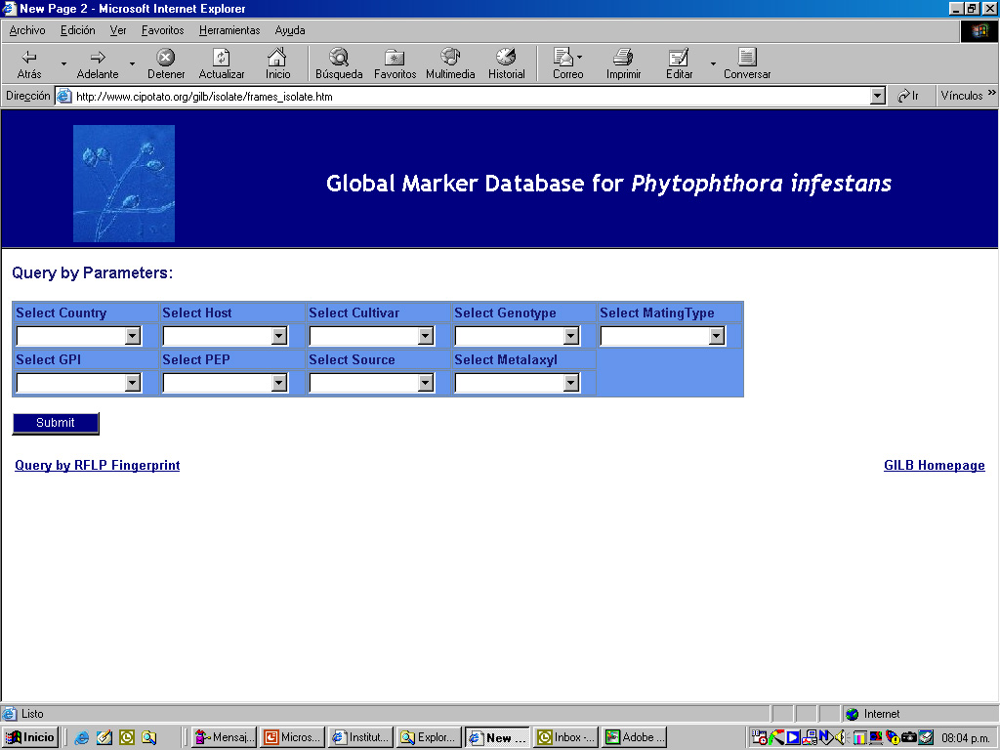 New Page 2 - Microsoft Internet Explorer
Archivo Edición Ver Favoritos Herramientas Ayuda
Atrás Adelante Detener Actualizar Inicio Búsqueda Favoritos Multimedia Historial Correo Imprimir Editar Conversar
Dirección http://www.cipotato.org/gilb/isolate/frames_isolate.htm Ir Vínculos »
Global Marker Database for Phytophthora infestans
Query by Parameters:
Select Country Select Host Select Cultivar Select Genotype Select MatingType
Select GPI Select PEP Select Source Select Metalaxyl
Submit
Query by RFLP Fingerprint GILB Homepage
Listo Internet
Inicio Mensaj... Micros... Institut... Explor... New ... Inbox -... Adobe ... 08:04 p.m.